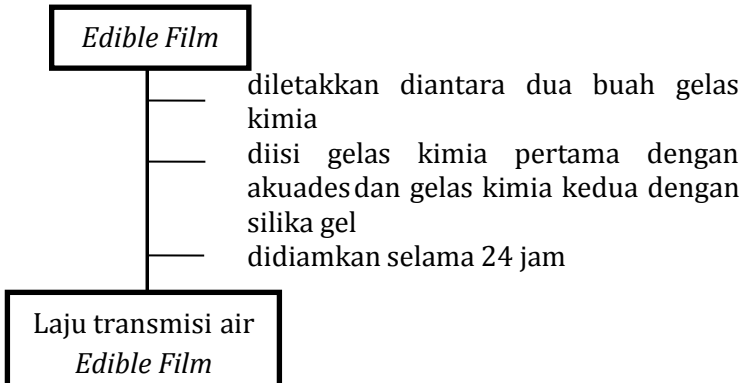 Edible Film
diletakkan diantara dua buah gelas
kimia
diisi gelas kimia pertama dengan
akuades dan gelas kimia kedua dengan
silika gel
didiamkan selama 24 jam
Laju transmisi air
Edible Film